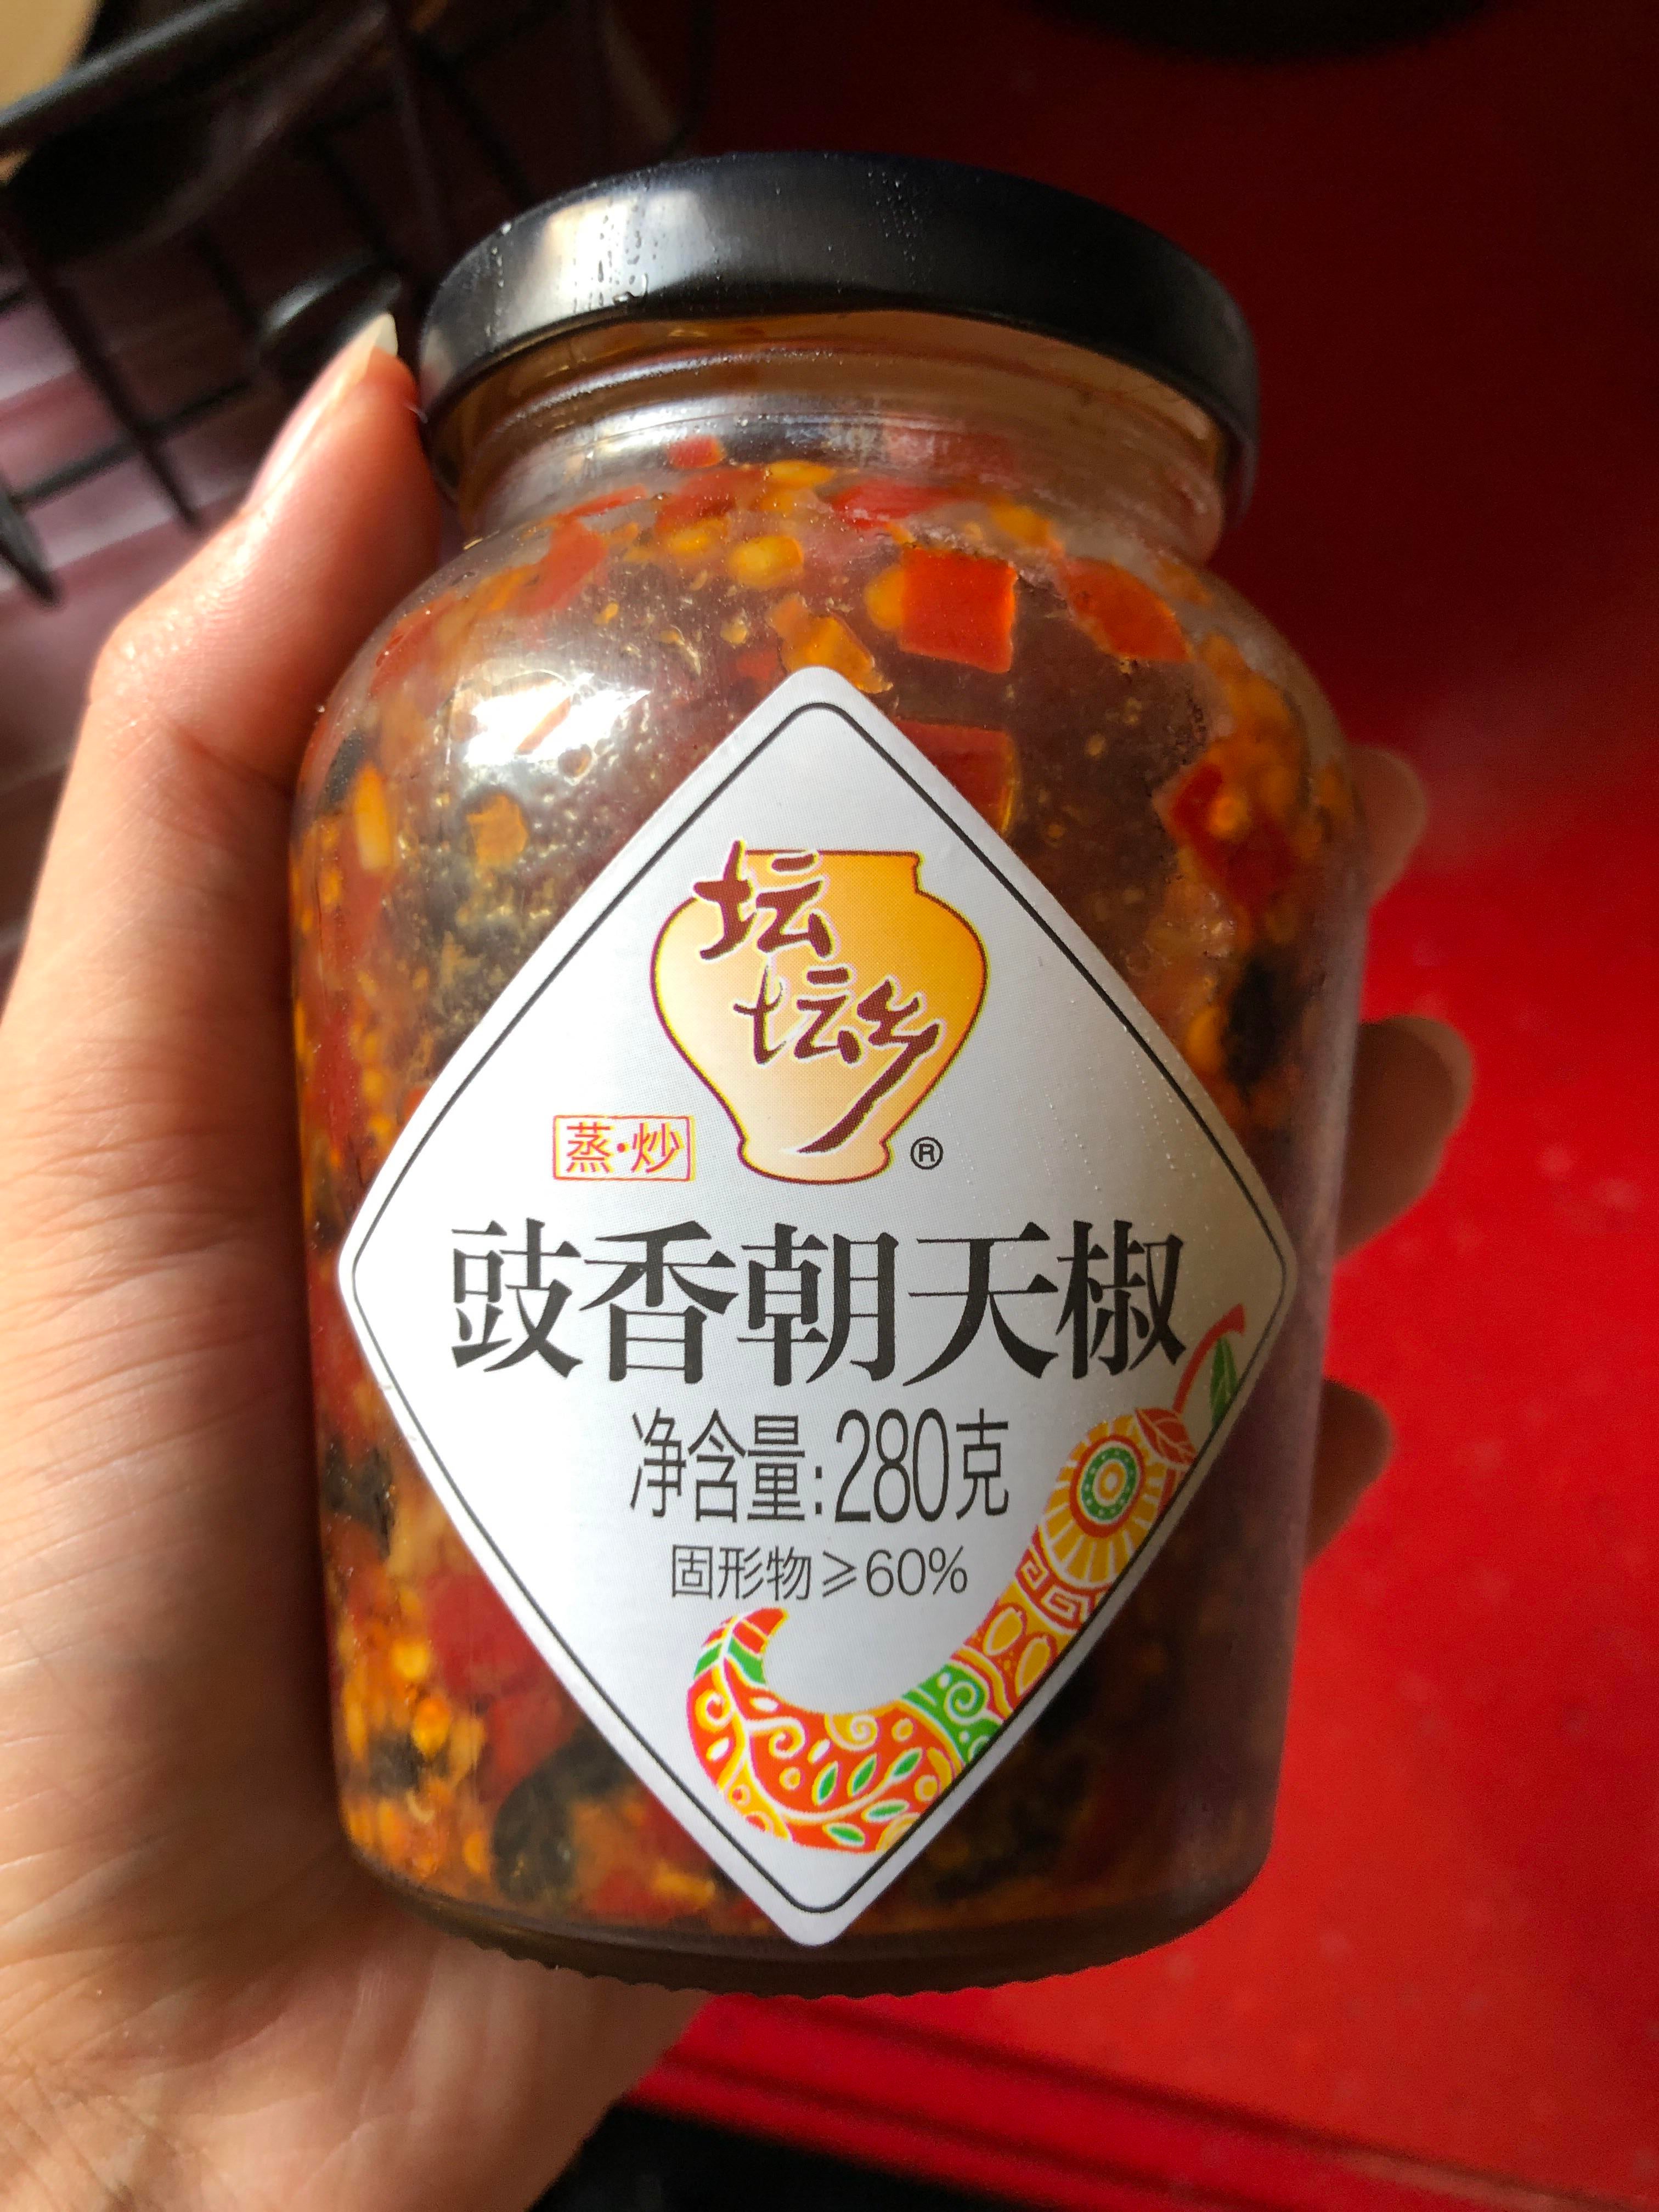 坛
坛乡
®
蒸·炒
豉香朝天椒
净含量:280克
固形物≥60%